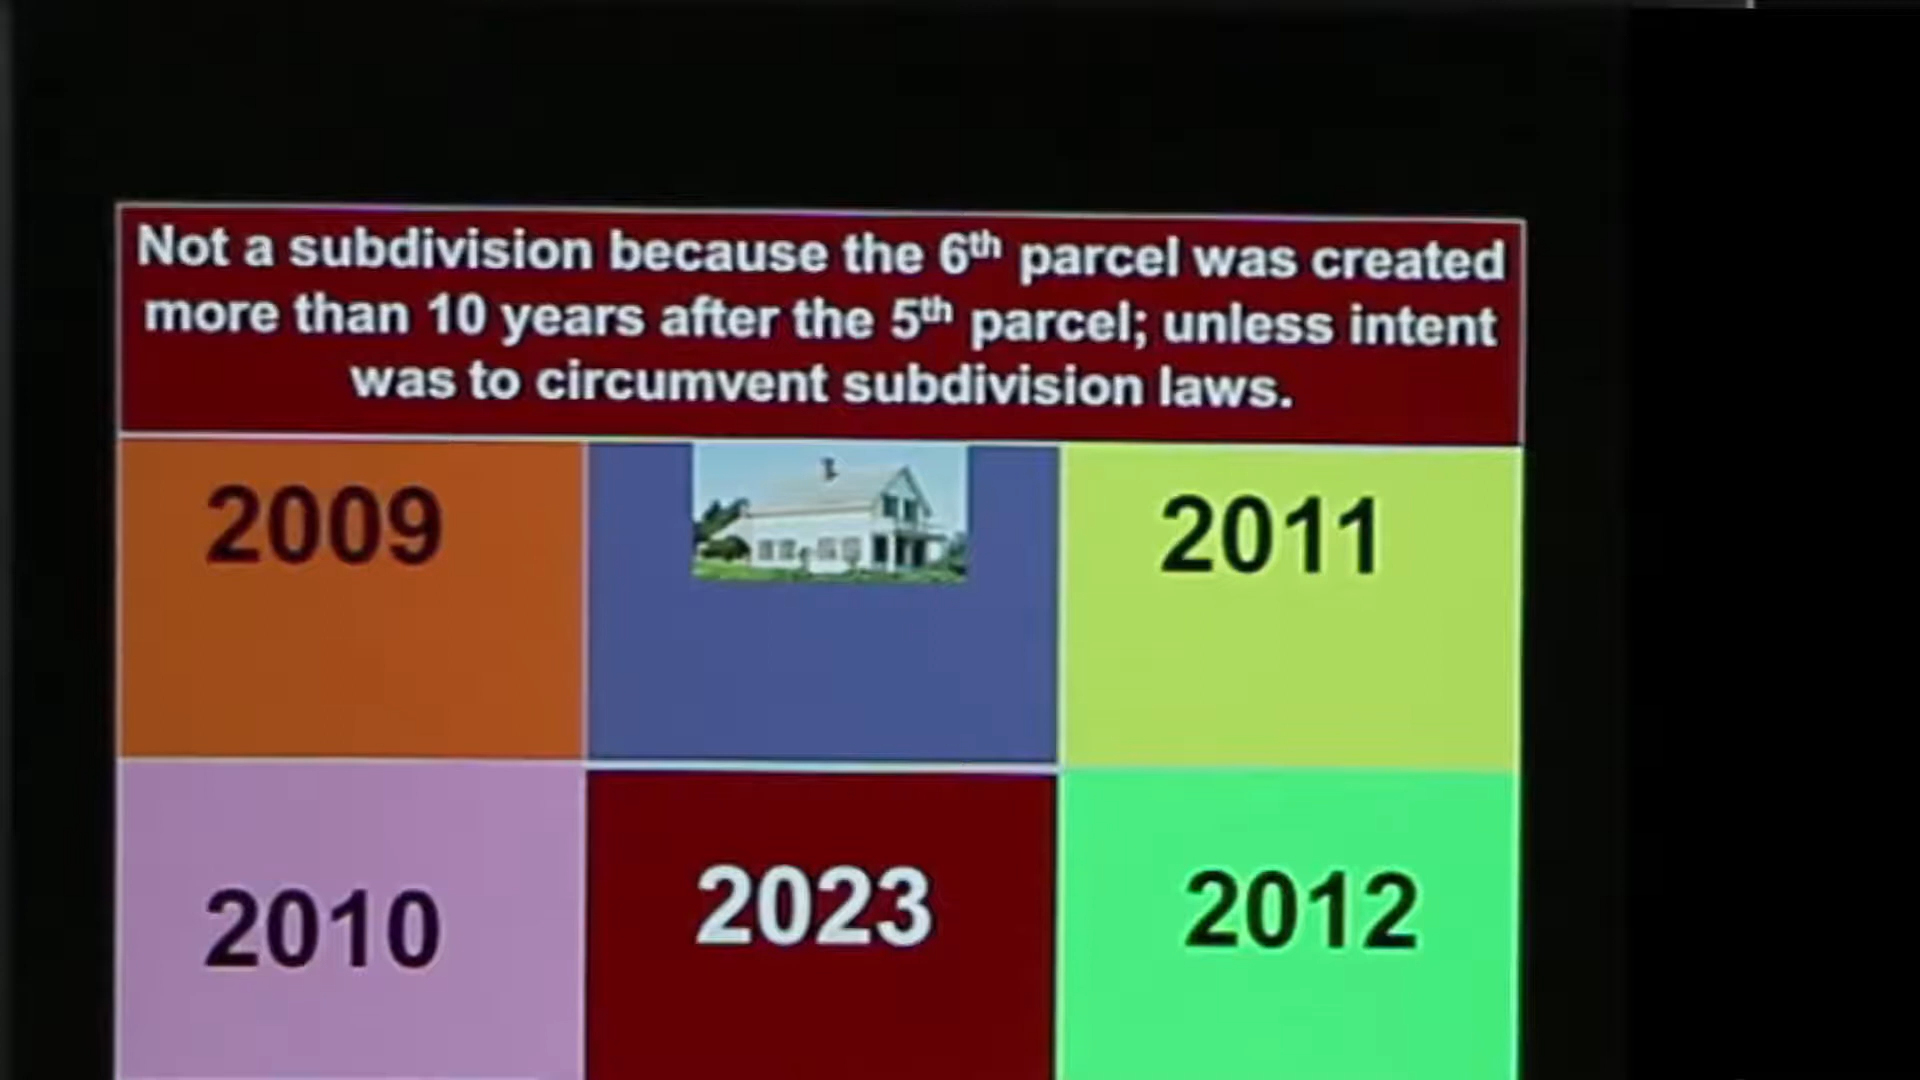 Not a subdivision because the 6th parcel was created
more than 10 years after the 5th parcel; unless intent
was to circumvent subdivision laws.
2009
2011
2010
2023
2012